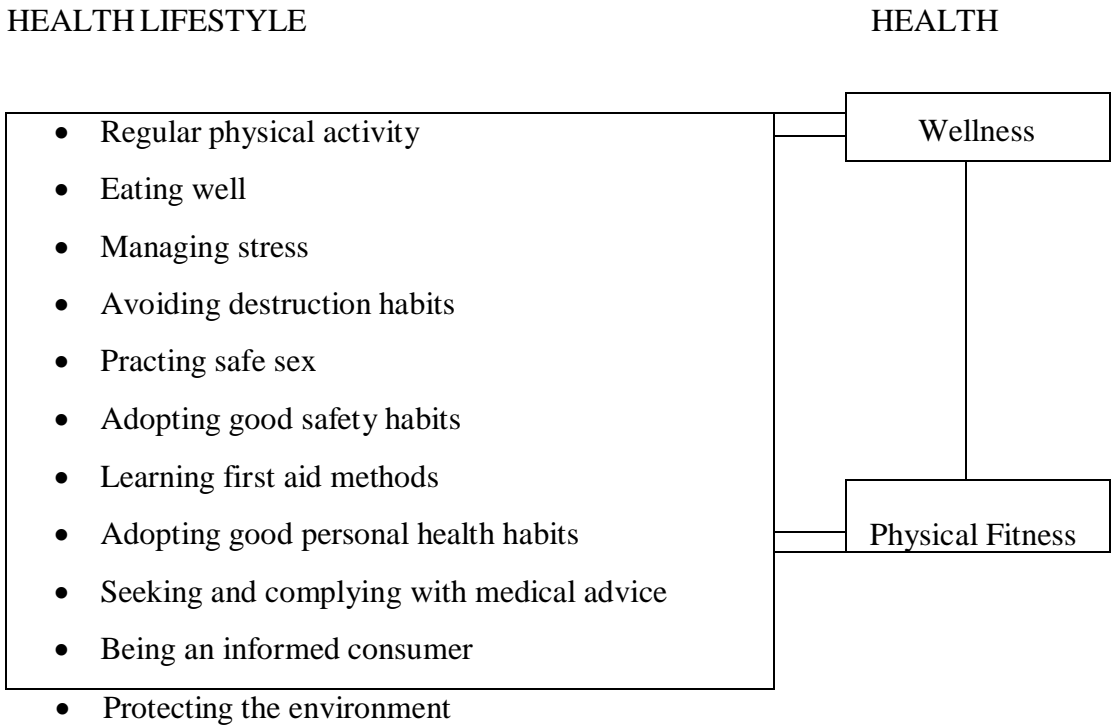 HEALTH LIFESTYLE HEALTH
• Regular physical activity
Wellness
• Eating well
• Managing stress
• Avoiding destruction habits
• Practing safe sex
• Adopting good safety habits
• Learning first aid methods
• Adopting good personal health habits
Physical Fitness
• Seeking and complying with medical advice
• Being an informed consumer
• Protecting the environment